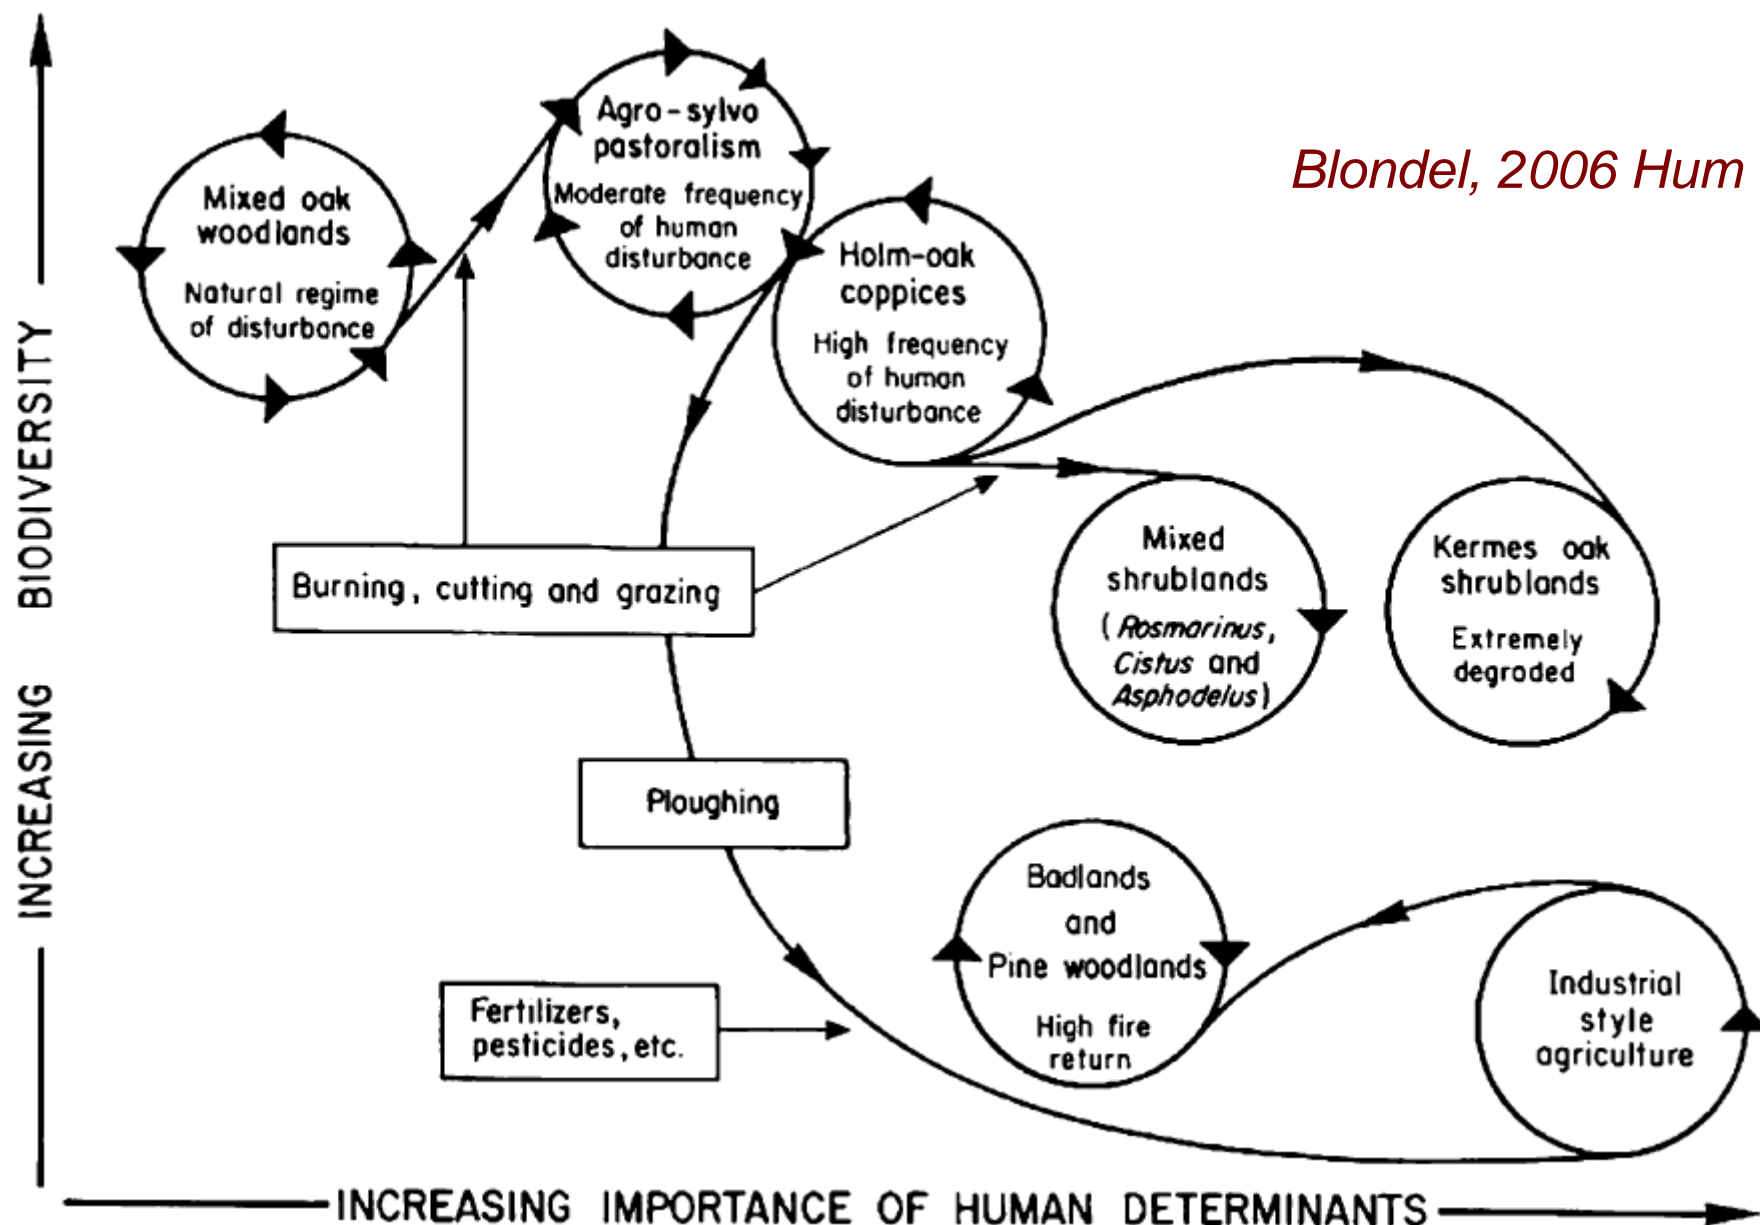 Blondel, 2006 Hum
Agro-sylvo
pastoralism
Moderate frequency
of human
disturbance
Mixed oak
woodlands
Natural regime
of disturbance
Holm-oak
coppices
High frequency
of human
disturbance
Burning, cutting and grazing
Mixed
shrublands
(Rosmarinus,
Cistus and
Asphodelus)
Kermes oak
shrublands
Extremely
degraded
Ploughing
Badlands
and
Pine woodlands
High fire
return
Fertilizers,
pesticides, etc.
Industrial
style
agriculture
INCREASING BIODIVERSITY
INCREASING IMPORTANCE OF HUMAN DETERMINANTS